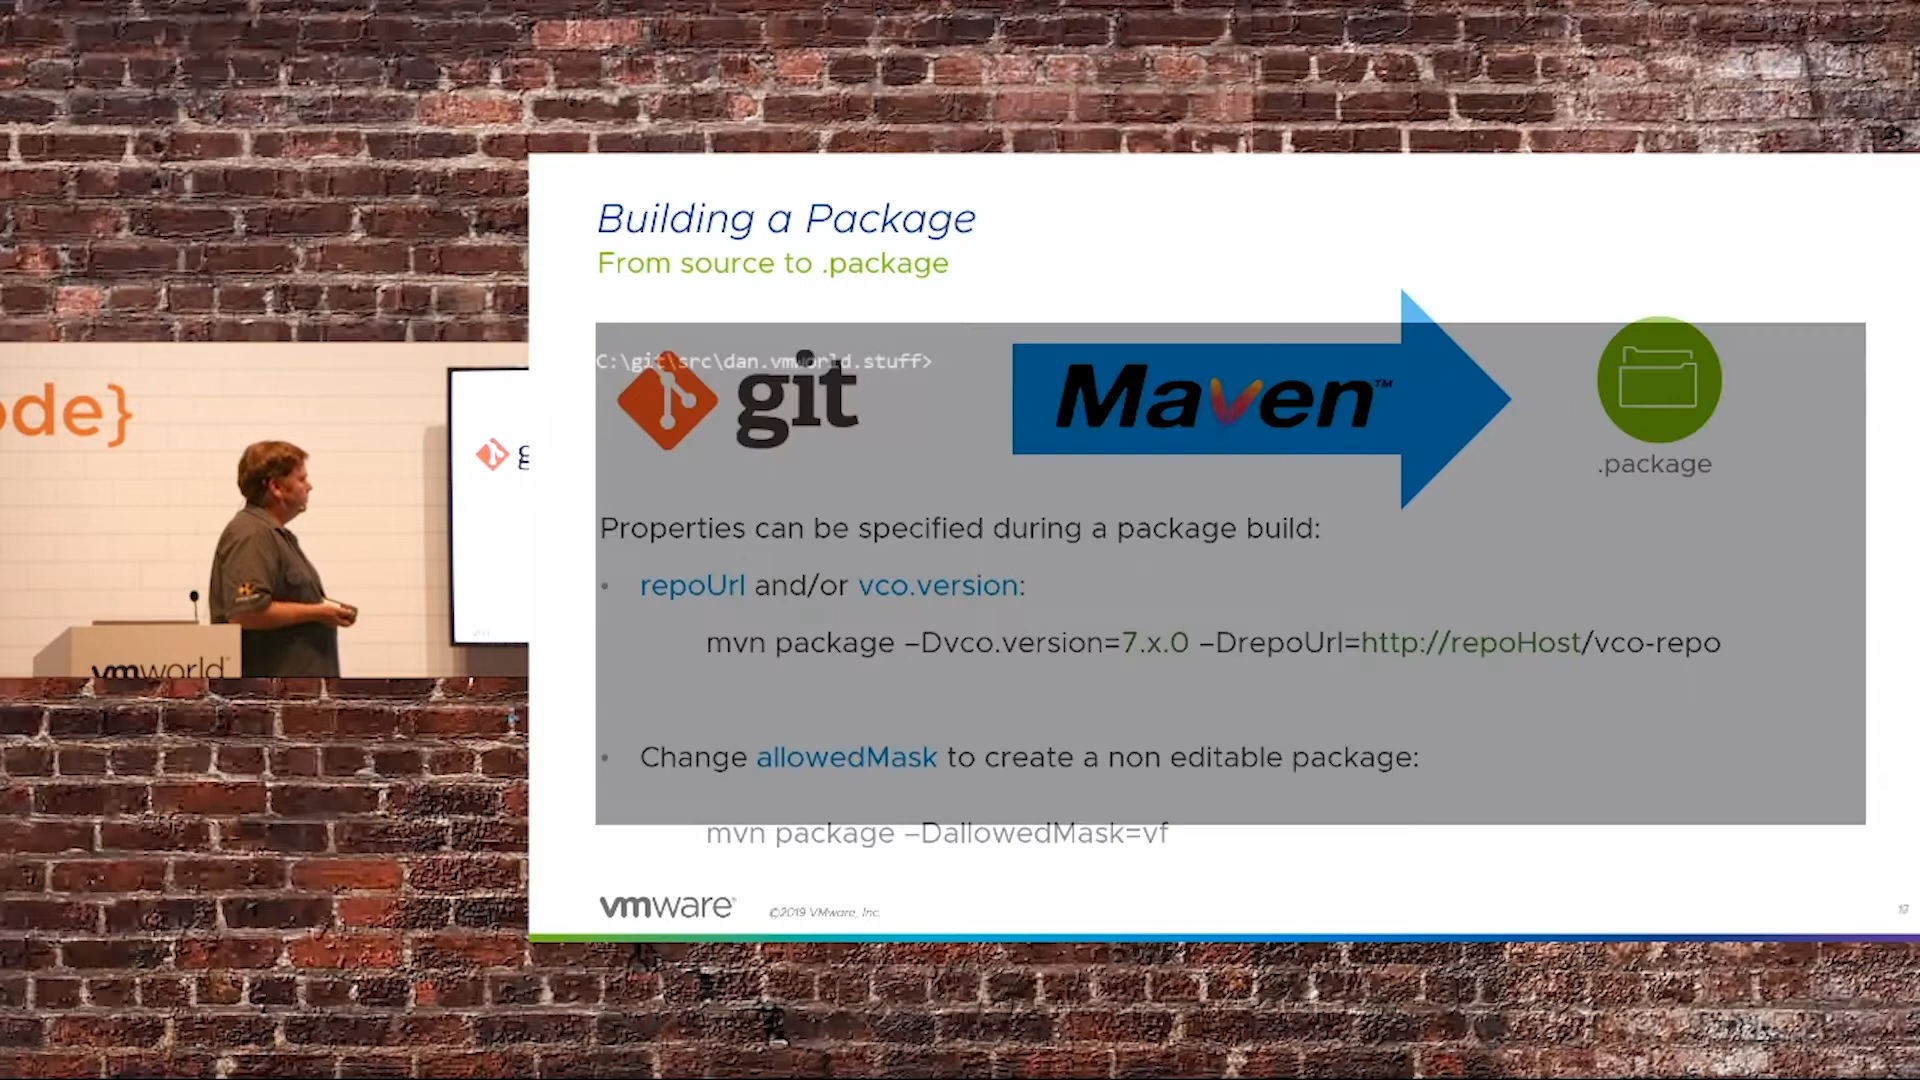 Building a Package
From source to .package
C:\git\src\dan.vmworld.stuff>
git
Maven™
.package
Properties can be specified during a package build:
• repoUrl and/or vco.version:
mvn package –Dvco.version=7.x.0 –DrepoUrl=http://repoHost/vco-repo
• Change allowedMask to create a non editable package:
mvn package –DallowedMask=vf
vmware®
©2019 VMware, Inc.
ode}
g
vmworld